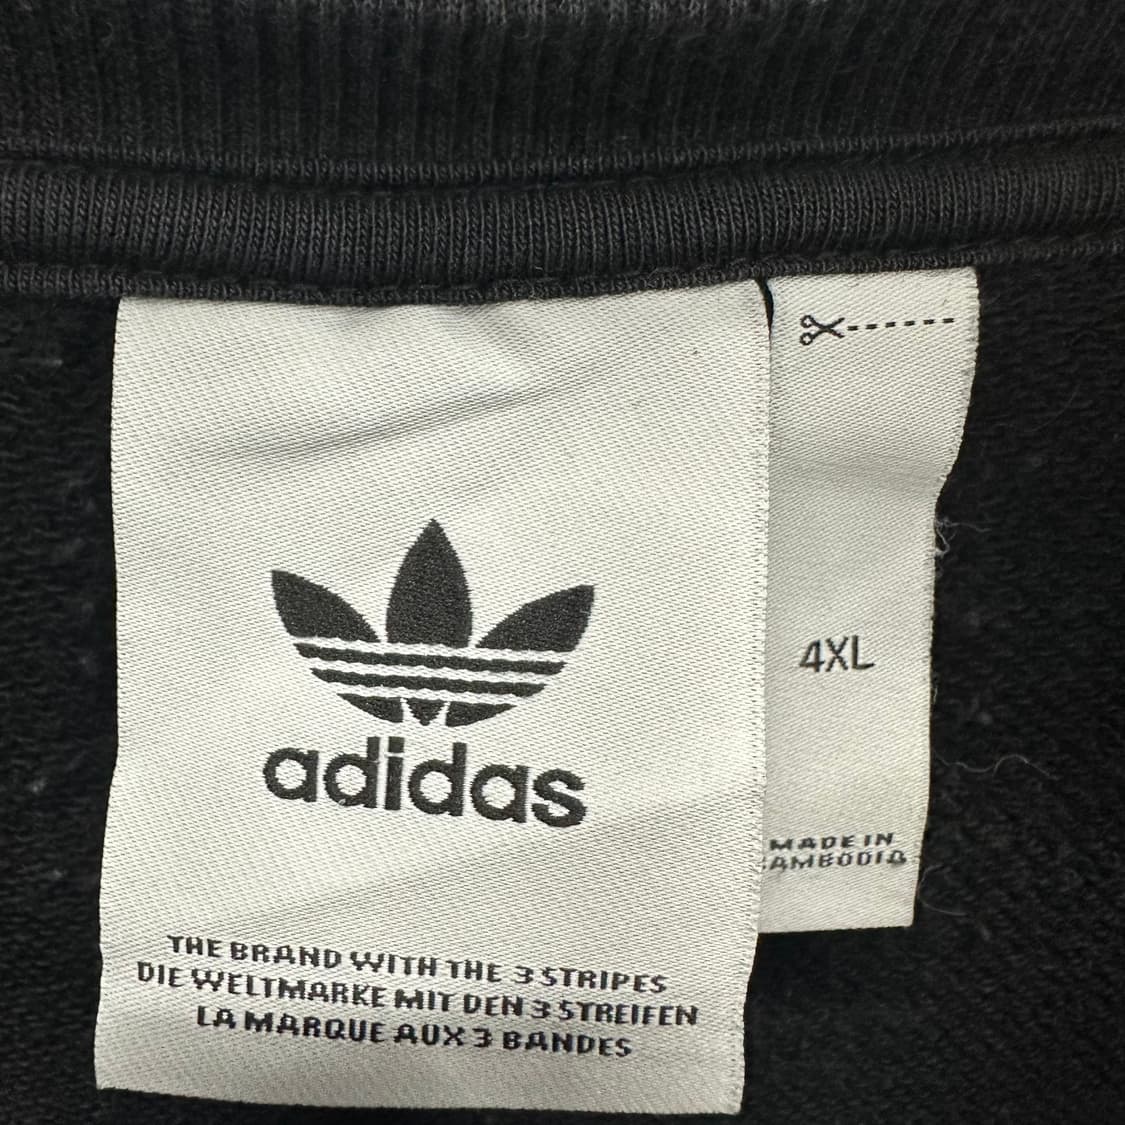 adidas
THE BRAND WITH THE 3 STRIPES
DIE WELTMARKE MIT DEN 3 STREIFEN
LA MARQUE AUX 3 BANDES
4XL
MADE IN
CAMBODIA